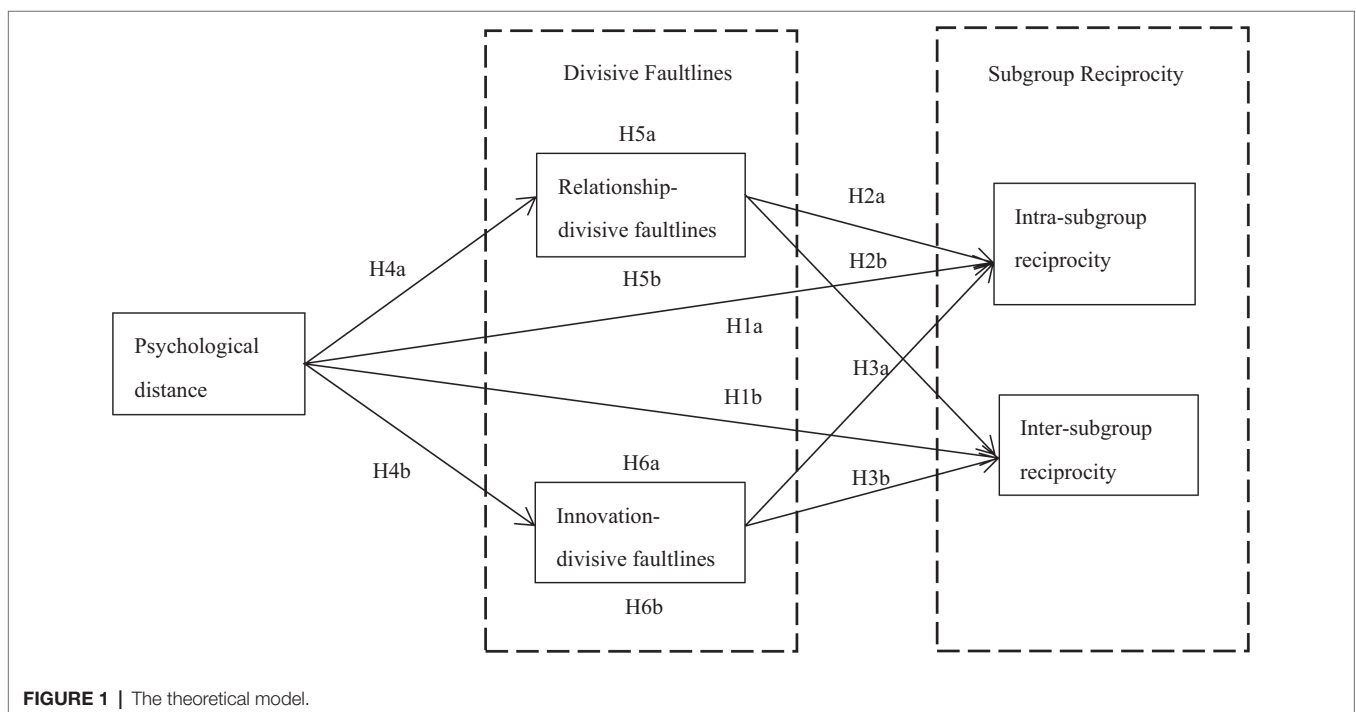 Divisive Faultlines
Subgroup Reciprocity
H5a
Relationship-
divisive faultlines
H5b
H2a
H2b
Intra-subgroup
reciprocity
H4a
Psychological
distance
H1a
H3a
H1b
Inter-subgroup
reciprocity
H4b
H6a
H3b
Innovation-
divisive faultlines
H6b
FIGURE 1 | The theoretical model.